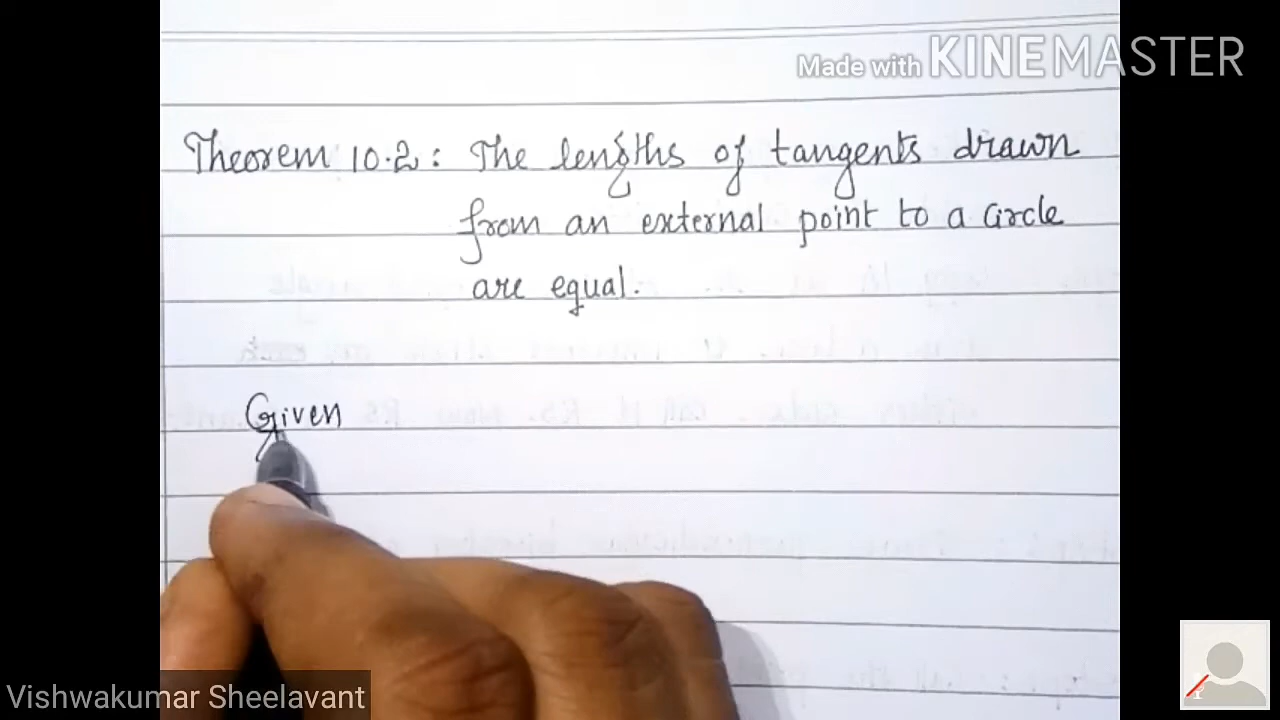 Made with KINEMASTER
Theorem 10.2: The lengths of tangents drawn
from an external point to a circle
are equal.
Given
Vishwakumar Sheelavant